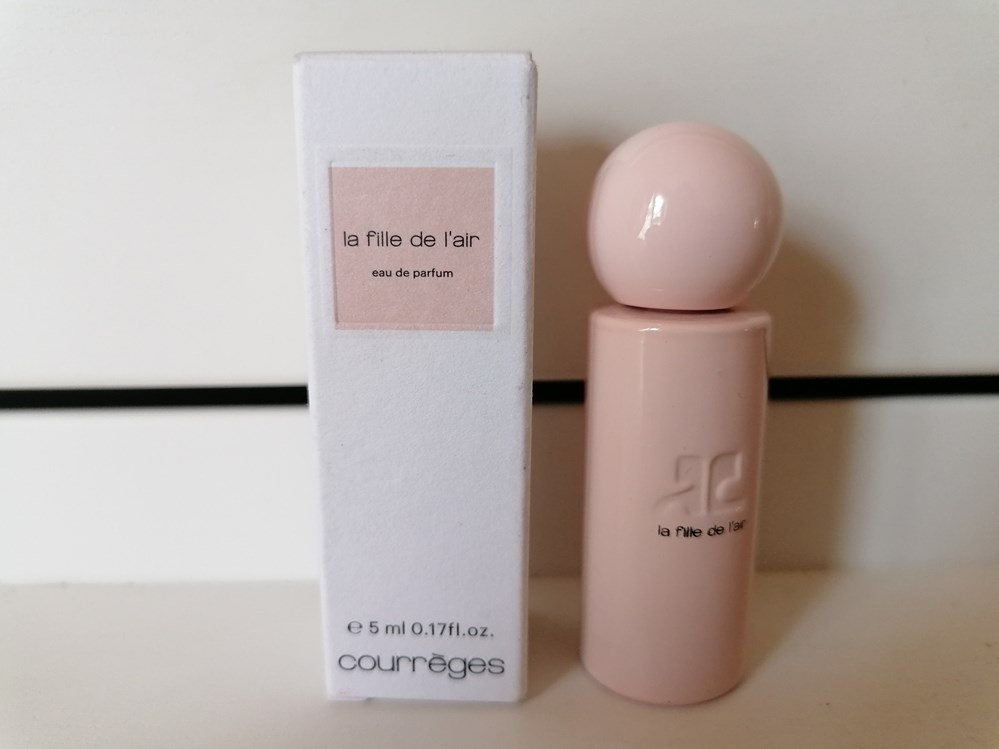 la fille de l'air
eau de parfum
℮ 5 ml 0.17fl.oz.
courrèges
la fille de l'air